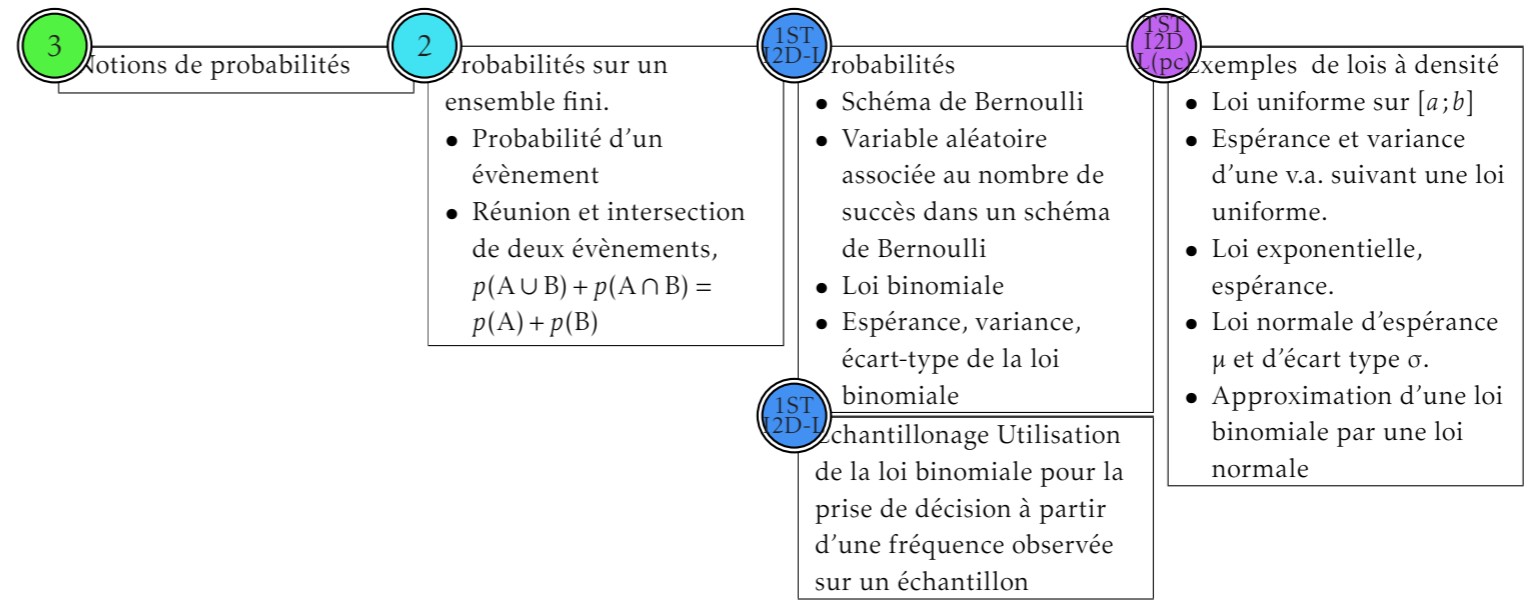 3
Notions de probabilités
2
Probabilités sur un
ensemble fini.
• Probabilité d'un
évènement
• Réunion et intersection
de deux évènements,
p(A ∪ B) + p(A ∩ B) =
p(A) + p(B)
1ST
I2D-L
Probabilités
• Schéma de Bernoulli
• Variable aléatoire
associée au nombre de
succès dans un schéma
de Bernoulli
• Loi binomiale
• Espérance, variance,
écart-type de la loi
binomiale
1ST
I2D-L
Échantillonage Utilisation
de la loi binomiale pour la
prise de décision à partir
d'une fréquence observée
sur un échantillon
TST
I2D
L(pc)
Exemples de lois à densité
• Loi uniforme sur [a;b]
• Espérance et variance
d'une v.a. suivant une loi
uniforme.
• Loi exponentielle,
espérance.
• Loi normale d'espérance
μ et d'écart type σ.
• Approximation d'une loi
binomiale par une loi
normale